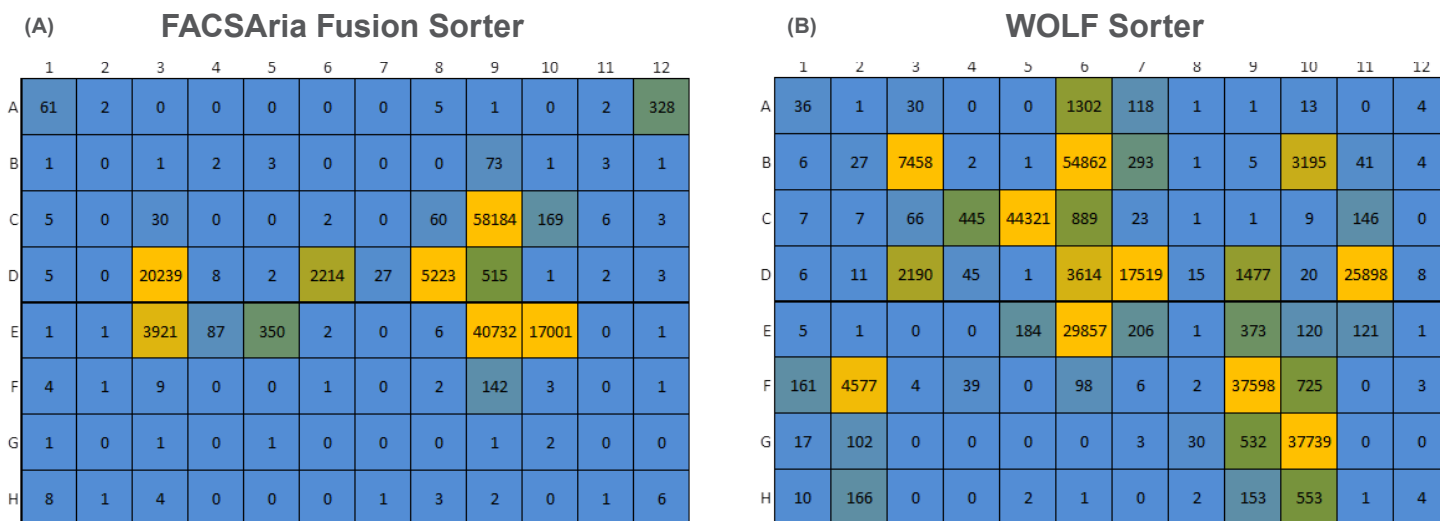 (A) FACSAria Fusion Sorter
1 2 3 4 5 6 7 8 9 10 11 12
A 61 2 0 0 0 0 0 5 1 0 2 328
B 1 0 1 2 3 0 0 0 73 1 3 1
C 5 0 30 0 0 2 0 60 58184 169 6 3
D 5 0 20239 8 2 2214 27 5223 515 1 2 3
E 1 1 3921 87 350 2 0 6 40732 17001 0 1
F 4 1 9 0 0 1 0 2 142 3 0 1
G 1 0 1 0 1 0 0 0 1 2 0 0
H 8 1 4 0 0 0 1 3 2 0 1 6
(B) WOLF Sorter
1 2 3 4 5 6 7 8 9 10 11 12
A 36 1 30 0 0 1302 118 1 1 13 0 4
B 6 27 7458 2 1 54862 293 1 5 3195 41 4
C 7 7 66 445 44321 889 23 1 1 9 146 0
D 6 11 2190 45 1 3614 17519 15 1477 20 25898 8
E 5 1 0 0 184 29857 206 1 373 120 121 1
F 161 4577 4 39 0 98 6 2 37598 725 0 3
G 17 102 0 0 0 0 3 30 532 37739 0 0
H 10 166 0 0 2 1 0 2 153 553 1 4